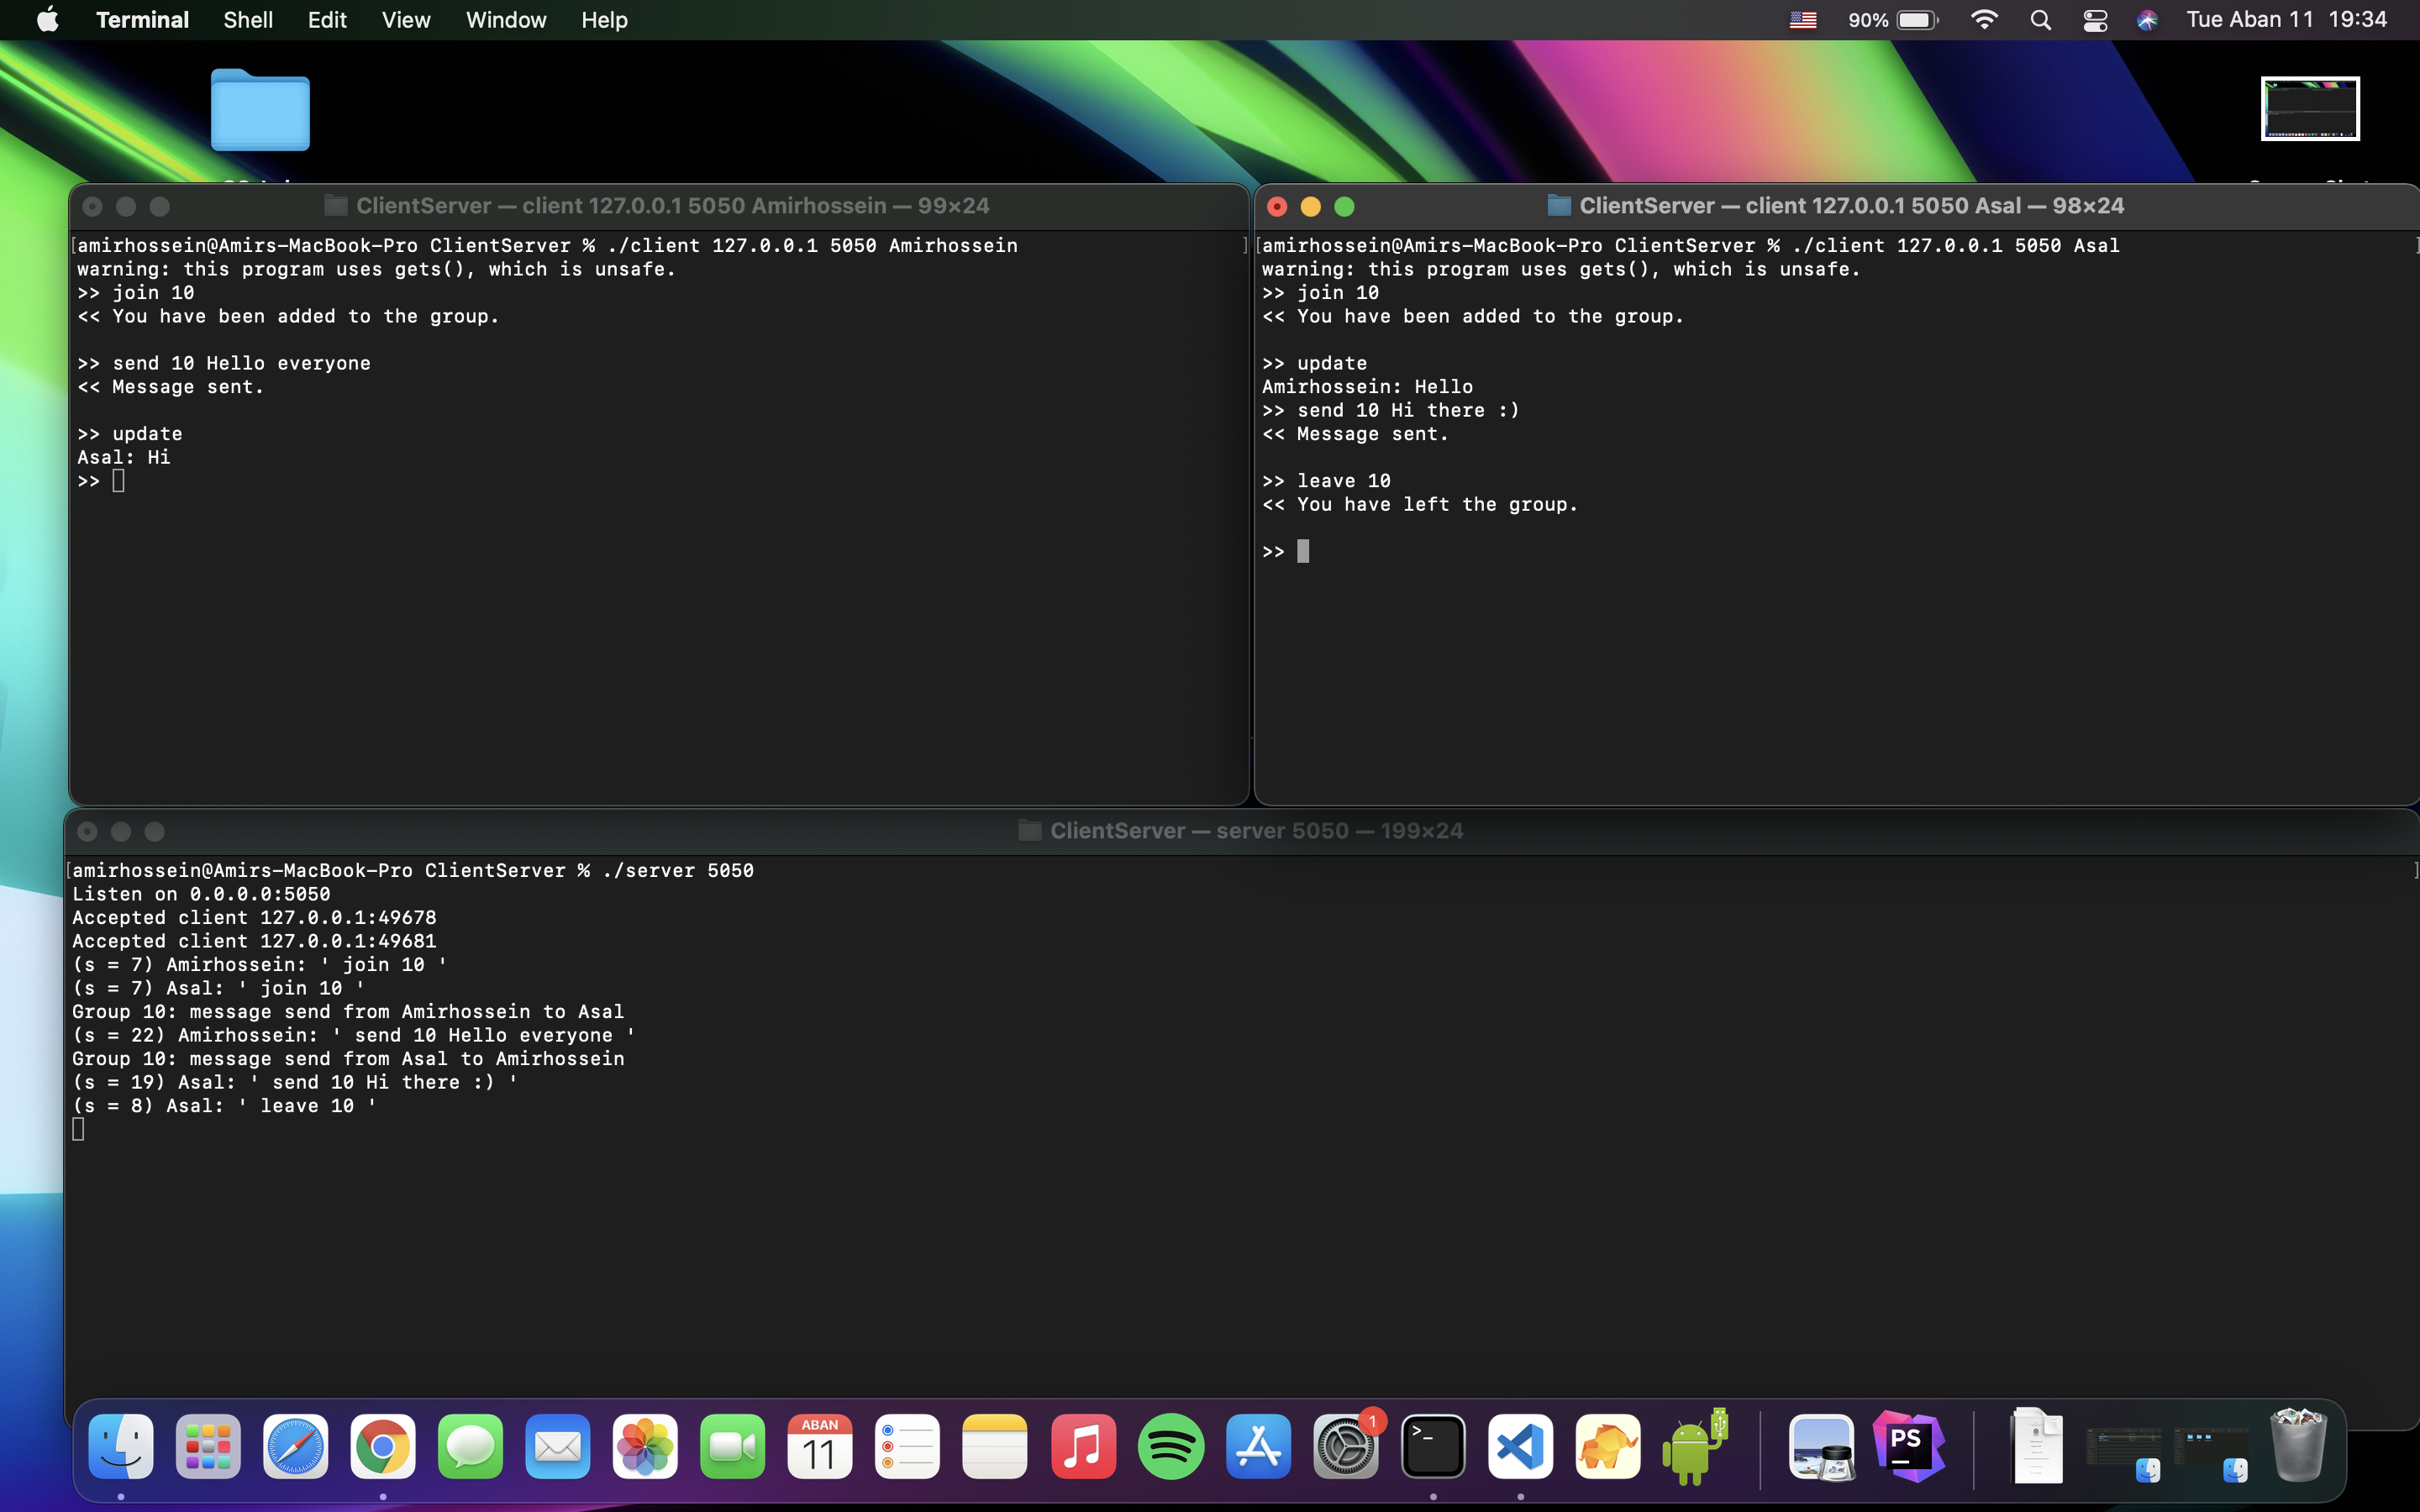 Terminal Shell Edit View Window Help 90% Tue Aban 11 19:34
ClientServer — client 127.0.0.1 5050 Amirhossein — 99×24
[amirhossein@Amirs-MacBook-Pro ClientServer % ./client 127.0.0.1 5050 Amirhossein ]
warning: this program uses gets(), which is unsafe.
>> join 10
<< You have been added to the group.
>> send 10 Hello everyone
<< Message sent.
>> update
Asal: Hi
>>
ClientServer — client 127.0.0.1 5050 Asal — 98×24
[amirhossein@Amirs-MacBook-Pro ClientServer % ./client 127.0.0.1 5050 Asal ]
warning: this program uses gets(), which is unsafe.
>> join 10
<< You have been added to the group.
>> update
Amirhossein: Hello
>> send 10 Hi there :)
<< Message sent.
>> leave 10
<< You have left the group.
>>
ClientServer — server 5050 — 199×24
[amirhossein@Amirs-MacBook-Pro ClientServer % ./server 5050 ]
Listen on 0.0.0.0:5050
Accepted client 127.0.0.1:49678
Accepted client 127.0.0.1:49681
(s = 7) Amirhossein: ' join 10 '
(s = 7) Asal: ' join 10 '
Group 10: message send from Amirhossein to Asal
(s = 22) Amirhossein: ' send 10 Hello everyone '
Group 10: message send from Asal to Amirhossein
(s = 19) Asal: ' send 10 Hi there :) '
(s = 8) Asal: ' leave 10 '
ABAN
11
1
>_
PS